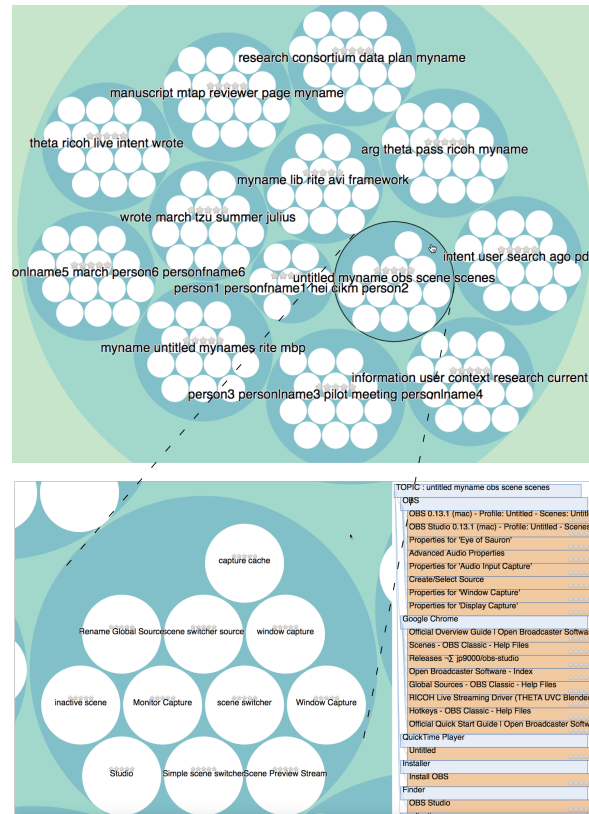 research consortium data plan myname
manuscript mtap reviewer page myname
theta ricoh live intent wrote
arg theta pass ricoh myname
myname lib rite avi framework
wrote march tzu summer julius
intent user search ago pd
onlname5 march person6 personfname6
untitled myname obs scene scenes
person1 personfname1 hei cikm person2
myname untitled mynames rite mbp
information user context research current
person3 personlname3 pilot meeting personlname4
capture cache
Rename Global Source
scene switcher source
window capture
inactive scene
Monitor Capture
scene switcher
Window Capture
Studio
Simple scene switcher
Scene Preview Stream
TOPIC : untitled myname obs scene scenes
OBS
OBS 0.13.1 (mac) - Profile: Untitled - Scenes: Untitl
OBS Studio 0.13.1 (mac) - Profile: Untitled - Scenes
Properties for 'Eye of Sauron'
Advanced Audio Properties
Properties for 'Audio Input Capture'
Create/Select Source
Properties for 'Window Capture'
Properties for 'Display Capture'
Google Chrome
Official Overview Guide | Open Broadcaster Softwa
Scenes - OBS Classic - Help Files
Releases ¬∑ jp9000/obs-studio
Open Broadcaster Software - Index
Global Sources - OBS Classic - Help Files
RICOH Live Streaming Driver (THETA UVC Blende
Hotkeys - OBS Classic - Help Files
Official Quick Start Guide | Open Broadcaster Softw
QuickTime Player
Untitled
Installer
Install OBS
Finder
OBS Studio